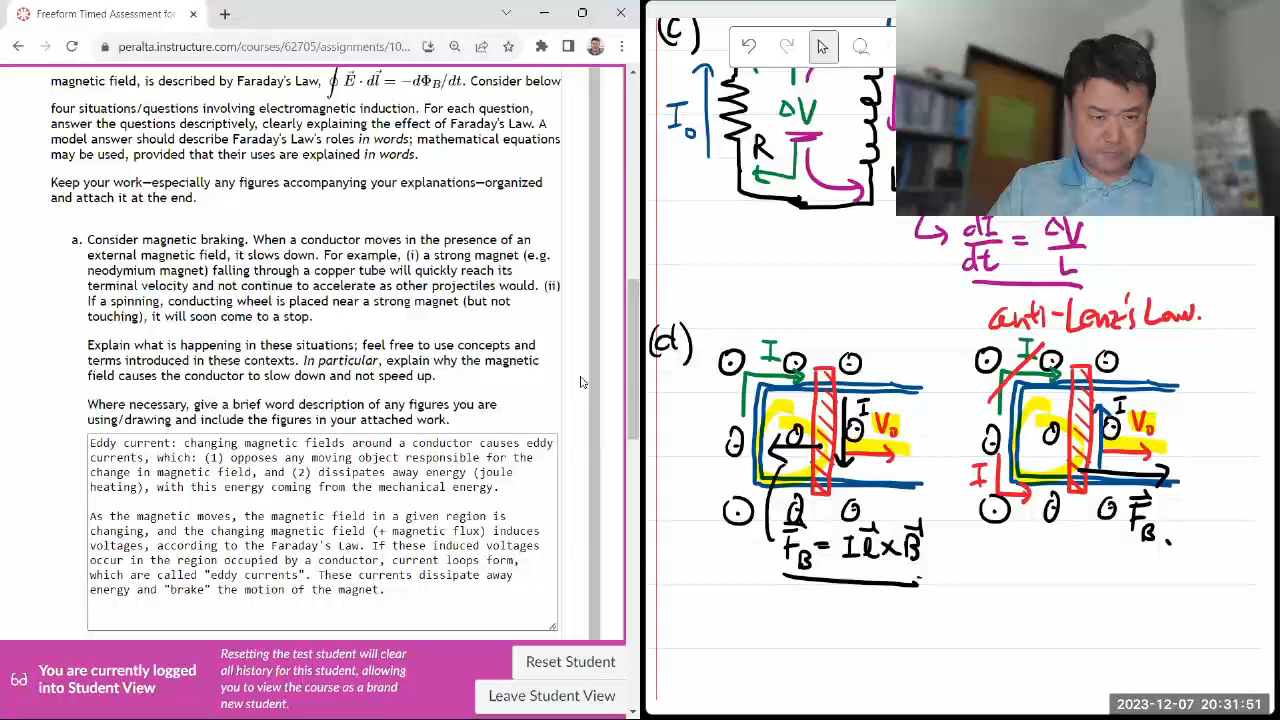 Freeform Timed Assessment for
peralta.instructure.com/courses/62705/assignments/10...
magnetic field, is described by Faraday's Law, ∮ E⃗ · dl⃗ = −dΦB/dt. Consider below
four situations/questions involving electromagnetic induction. For each question,
answer the questions descriptively, clearly explaining the effect of Faraday's Law. A
model answer should describe Faraday's Law's roles in words; mathematical equations
may be used, provided that their uses are explained in words.
Keep your work—especially any figures accompanying your explanations—organized
and attach it at the end.
a. Consider magnetic braking. When a conductor moves in the presence of an
external magnetic field, it slows down. For example, (i) a strong magnet (e.g.
neodymium magnet) falling through a copper tube will quickly reach its
terminal velocity and not continue to accelerate as other projectiles would. (ii)
If a spinning, conducting wheel is placed near a strong magnet (but not
touching), it will soon come to a stop.
Explain what is happening in these situations; feel free to use concepts and
terms introduced in these contexts. In particular, explain why the magnetic
field causes the conductor to slow down and not speed up.
Where necessary, give a brief word description of any figures you are
using/drawing and include the figures in your attached work.
Eddy current: changing magnetic fields around a conductor causes eddy
currents, which: (1) opposes any moving object responsible for the
change in magnetic field, and (2) dissipates away energy (joule
heating), with this energy coming from the mechanical energy.
As the magnetic moves, the magnetic field in a given region is
changing, and the changing magnetic field (+ magnetic flux) induces
voltages, according to the Faraday's Law. If these induced voltages
occur in the region occupied by a conductor, current loops form,
which are called "eddy currents". These currents dissipate away
energy and "brake" the motion of the magnet.
You are currently logged
into Student View
Resetting the test student will clear
all history for this student, allowing
you to view the course as a brand
new student.
Reset Student
Leave Student View
(c)
I₀
ΔV
R
dI/dt = ΔV/L
anti-Lenz's Law.
(d)
I
I
I
V₀
I
V₀
I
F⃗B = I l⃗ × B⃗
F⃗B.
2023-12-07 20:31:51